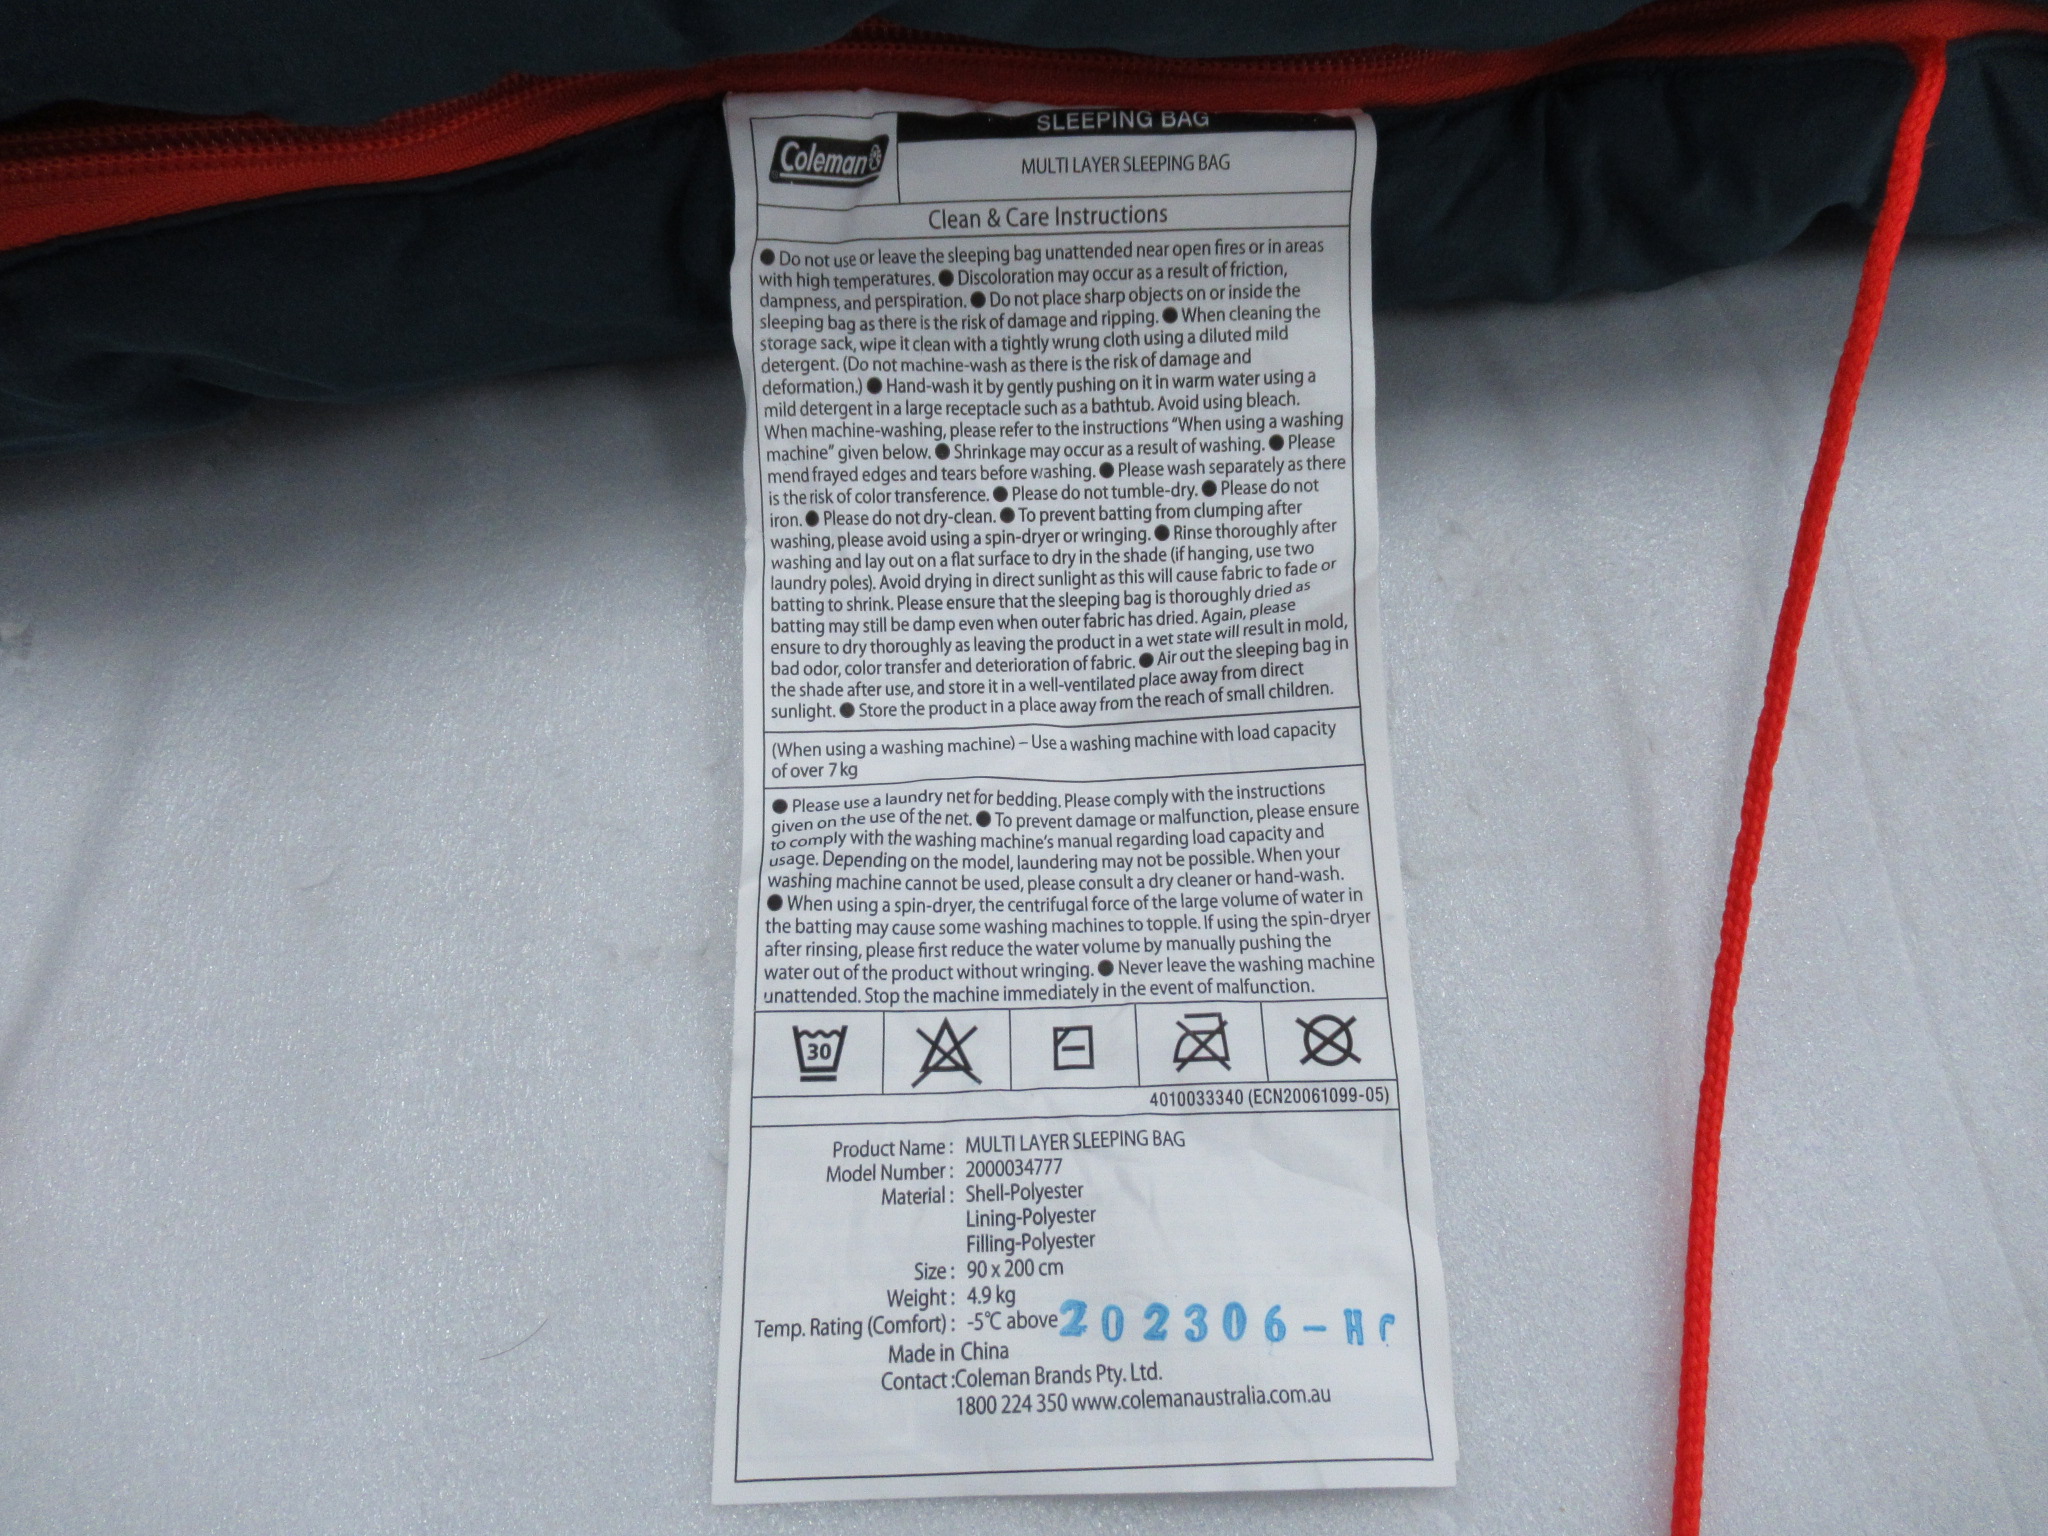 Coleman
SLEEPING BAG
MULTI LAYER SLEEPING BAG
Clean & Care Instructions
● Do not use or leave the sleeping bag unattended near open fires or in areas
with high temperatures. ● Discoloration may occur as a result of friction,
dampness, and perspiration. ● Do not place sharp objects on or inside the
sleeping bag as there is the risk of damage and ripping. ● When cleaning the
storage sack, wipe it clean with a tightly wrung cloth using a diluted mild
detergent. (Do not machine-wash as there is the risk of damage and
deformation.) ● Hand-wash it by gently pushing on it in warm water using a
mild detergent in a large receptacle such as a bathtub. Avoid using bleach.
When machine-washing, please refer to the instructions "When using a washing
machine" given below. ● Shrinkage may occur as a result of washing. ● Please
mend frayed edges and tears before washing. ● Please wash separately as there
is the risk of color transference. ● Please do not tumble-dry. ● Please do not
iron. ● Please do not dry-clean. ● To prevent batting from clumping after
washing, please avoid using a spin-dryer or wringing. ● Rinse thoroughly after
washing and lay out on a flat surface to dry in the shade (if hanging, use two
laundry poles). Avoid drying in direct sunlight as this will cause fabric to fade or
batting to shrink. Please ensure that the sleeping bag is thoroughly dried as
batting may still be damp even when outer fabric has dried. Again, please
ensure to dry thoroughly as leaving the product in a wet state will result in mold,
bad odor, color transfer and deterioration of fabric. ● Air out the sleeping bag in
the shade after use, and store it in a well-ventilated place away from direct
sunlight. ● Store the product in a place away from the reach of small children.
(When using a washing machine) – Use a washing machine with load capacity
of over 7 kg
● Please use a laundry net for bedding. Please comply with the instructions
given on the use of the net. ● To prevent damage or malfunction, please ensure
to comply with the washing machine's manual regarding load capacity and
usage. Depending on the model, laundering may not be possible. When your
washing machine cannot be used, please consult a dry cleaner or hand-wash.
● When using a spin-dryer, the centrifugal force of the large volume of water in
the batting may cause some washing machines to topple. If using the spin-dryer
after rinsing, please first reduce the water volume by manually pushing the
water out of the product without wringing. ● Never leave the washing machine
unattended. Stop the machine immediately in the event of malfunction.
30
4010033340 (ECN20061099-05)
Product Name : MULTI LAYER SLEEPING BAG
Model Number : 2000034777
Material : Shell-Polyester
Lining-Polyester
Filling-Polyester
Size : 90 x 200 cm
Weight : 4.9 kg
Temp. Rating (Comfort) : -5°C above 202306-Hr
Made in China
Contact :Coleman Brands Pty. Ltd.
1800 224 350 www.colemanaustralia.com.au